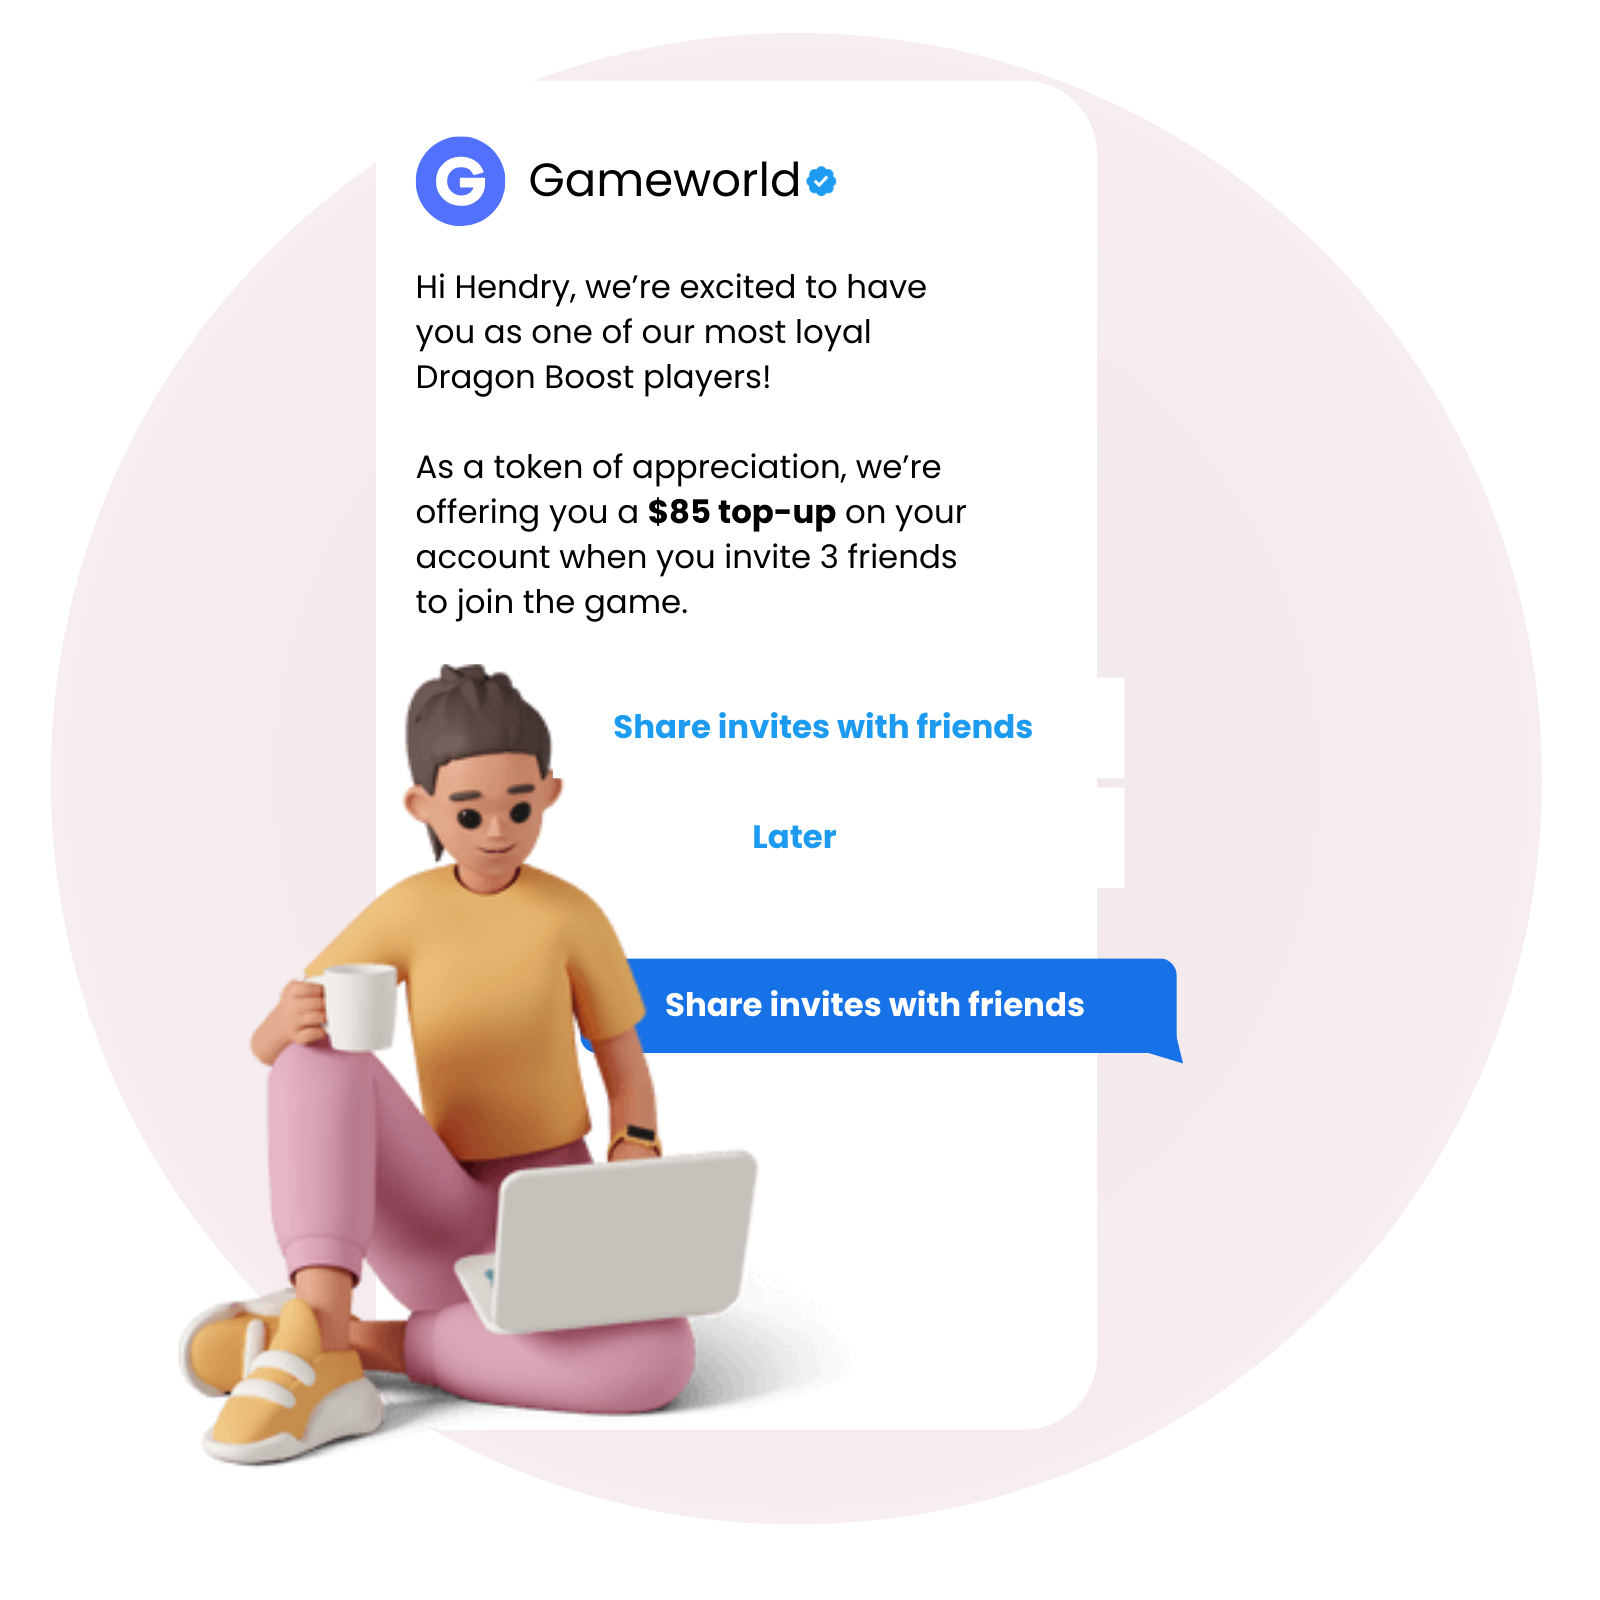 G Gameworld
Hi Hendry, we’re excited to have
you as one of our most loyal
Dragon Boost players!
As a token of appreciation, we’re
offering you a $85 top-up on your
account when you invite 3 friends
to join the game.
Share invites with friends
Later
Share invites with friends